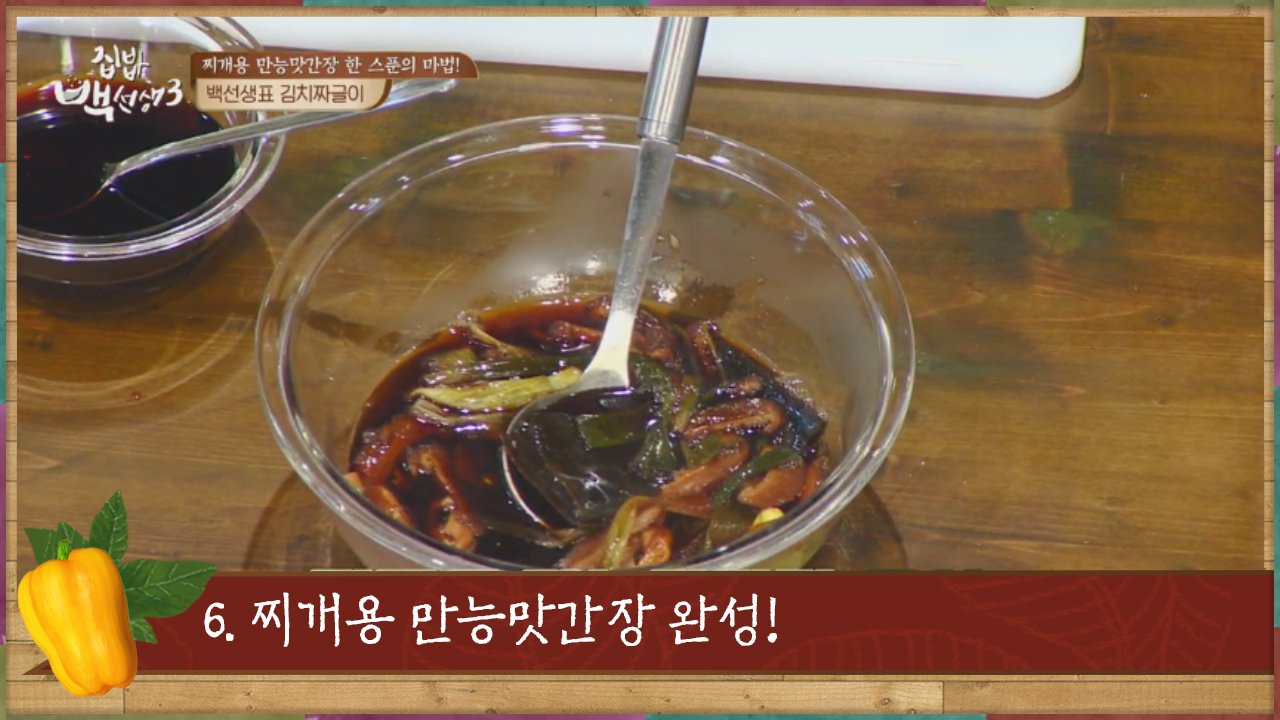 집밥
백선생3
찌개용 만능맛간장 한 스푼의 마법!
백선생표 김치짜글이
6. 찌개용 만능맛간장 완성!